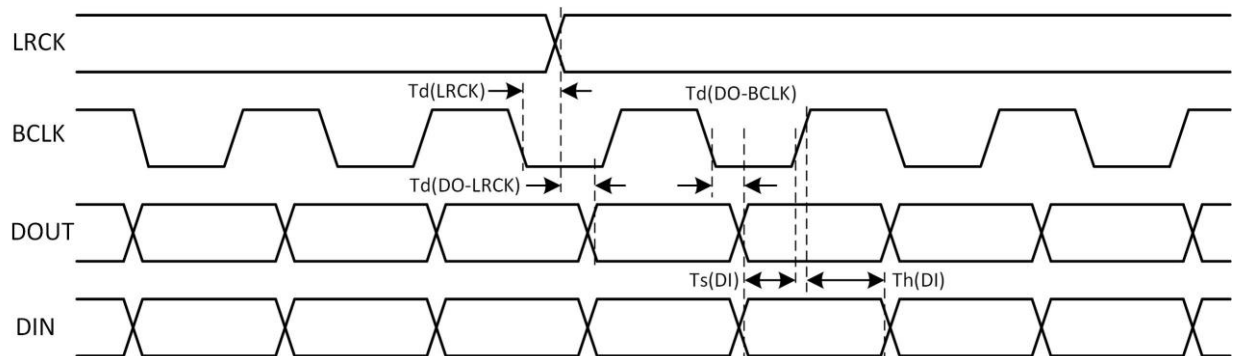 LRCK
Td(LRCK)
Td(DO-BCLK)
BCLK
Td(DO-LRCK)
DOUT
Ts(DI)
Th(DI)
DIN